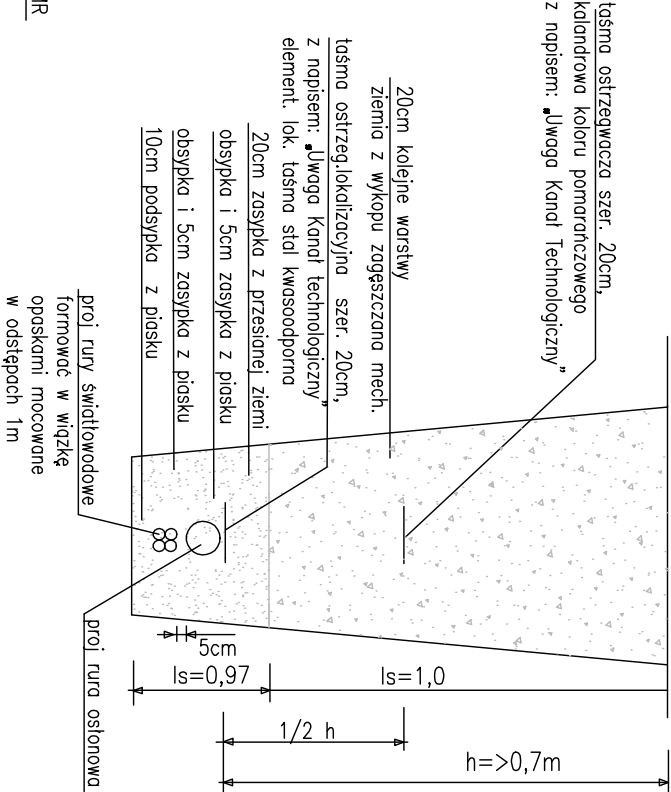 taśma ostrzegwacza szer. 20cm,
kalandrowa koloru pomarańczowego
z napisem: „Uwaga Kanał Technologiczny”
20cm kolejne warstwy
ziemia z wykopu zagęszczana mech.
taśma ostrzeg.lokalizacyjna szer. 20cm,
z napisem: „Uwaga Kanał technologiczny”
element. lok. taśma stal kwasoodporna
20cm zasypka z przesianej ziemi
obsypka i 5cm zasypka z piasku
obsypka i 5cm zasypka z piasku
10cm podsypka z piasku
proj rury światłowodowe
formować w wiązkę
opaskami mocowane
w odstępach 1m
proj rura osłonowa
5cm
Is=0,97
Is=1,0
1/2 h
h=>0,7m